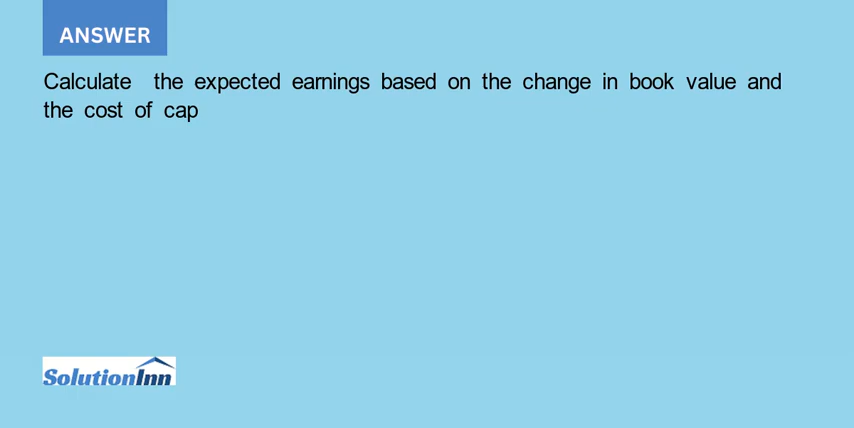 ANSWER
Calculate the expected earnings based on the change in book value and
the cost of cap
SolutionInn